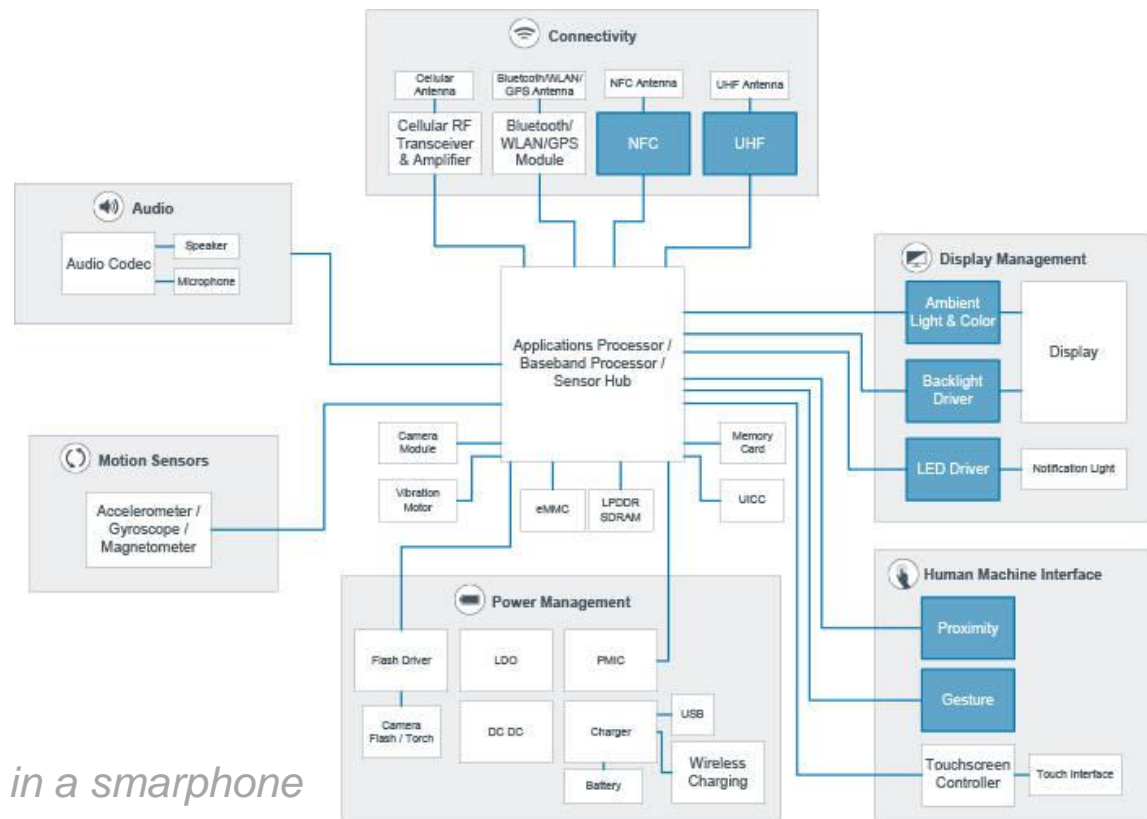 Connectivity
Cellular
Antenna
Bluetooth/WLAN/
GPS Antenna
NFC Antenna
UHF Antenna
Cellular RF
Transceiver
& Amplifier
Bluetooth/
WLAN/GPS
Module
NFC
UHF
Audio
Audio Codec
Speaker
Microphone
Applications Processor /
Baseband Processor /
Sensor Hub
Display Management
Ambient
Light & Color
Backlight
Driver
Display
LED Driver
Notification Light
Motion Sensors
Accelerometer /
Gyroscope /
Magnetometer
Camera
Module
Vibration
Motor
eMMC
LPDDR
SDRAM
Memory
Card
UICC
Power Management
Flash Driver
LDO
PMIC
Camera
Flash / Torch
DC DC
Charger
USB
Wireless
Charging
Battery
Human Machine Interface
Proximity
Gesture
Touchscreen
Controller
Touch Interface
in a smarphone